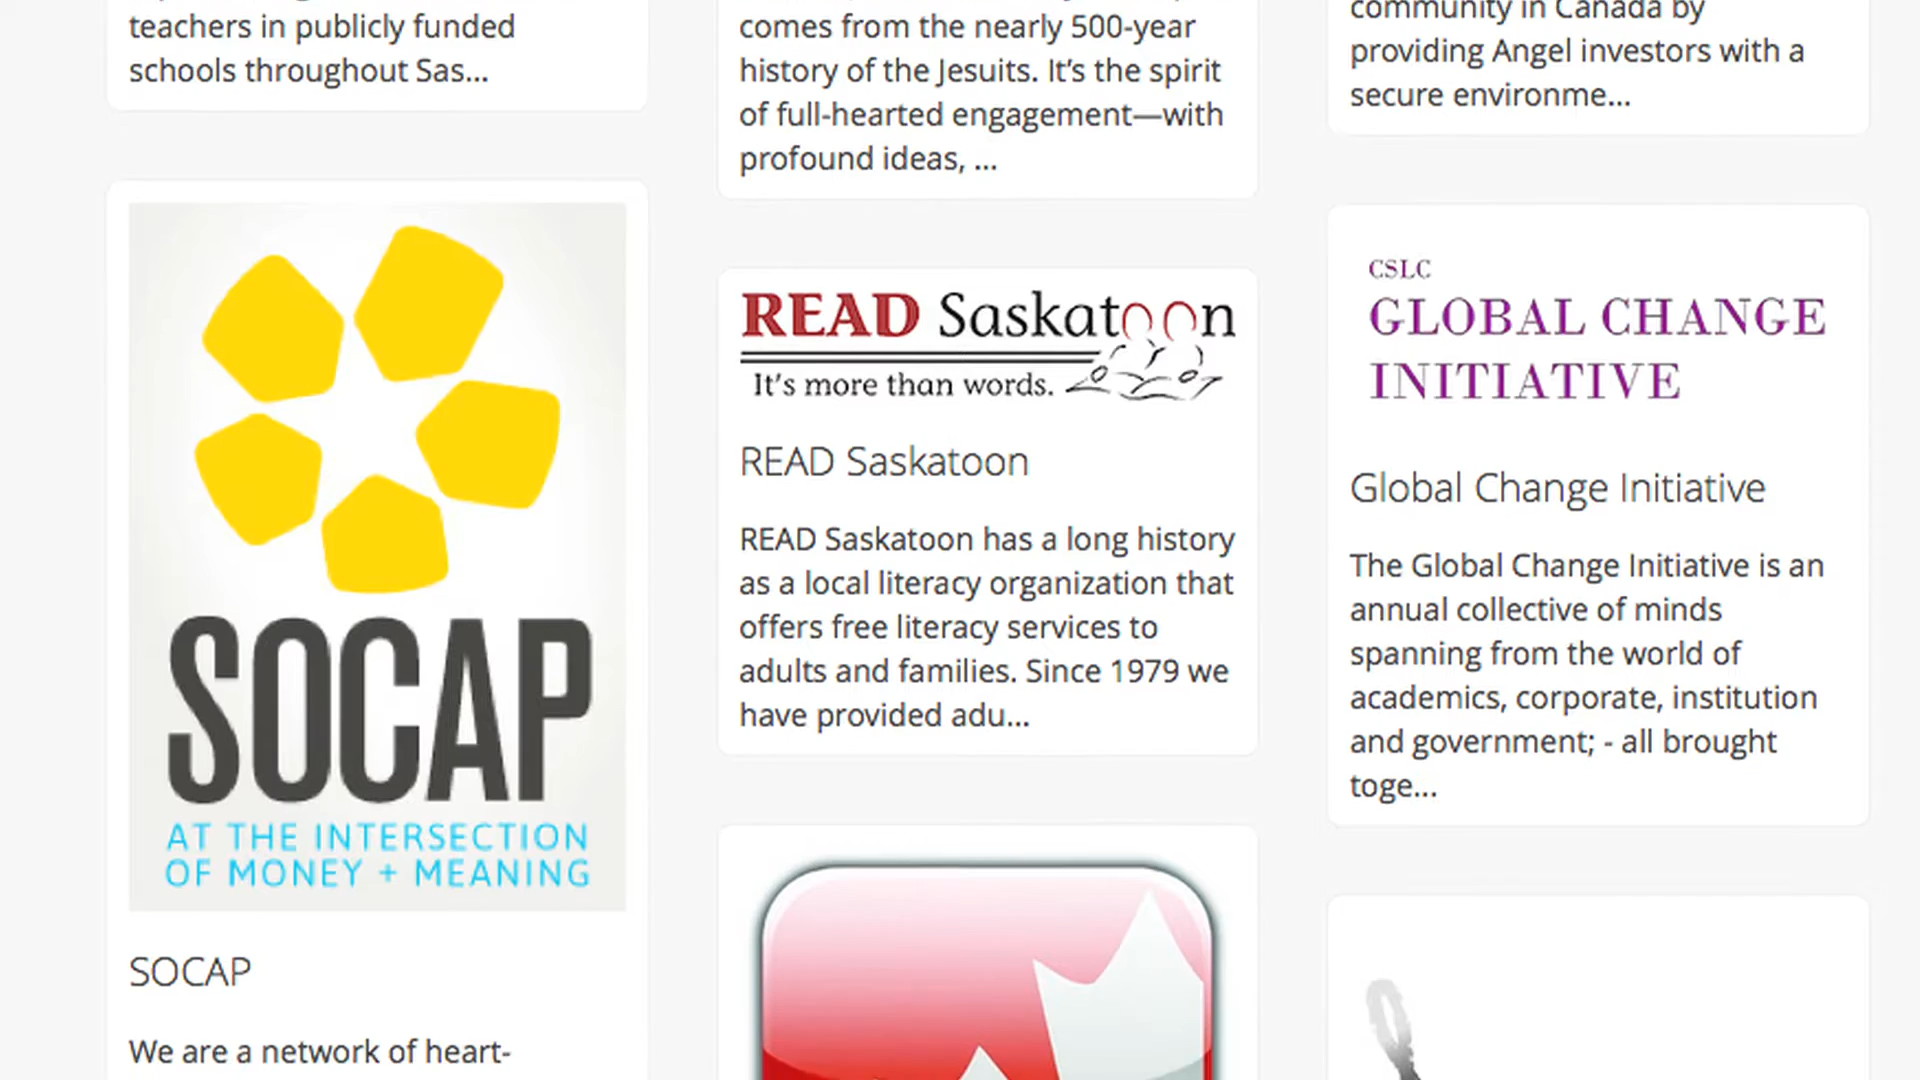 teachers in publicly funded
schools throughout Sas...
SOCAP
AT THE INTERSECTION
OF MONEY + MEANING
SOCAP
We are a network of heart-
comes from the nearly 500-year
history of the Jesuits. It’s the spirit
of full-hearted engagement—with
profound ideas, ...
READ Saskatoon
It's more than words.
READ Saskatoon
READ Saskatoon has a long history
as a local literacy organization that
offers free literacy services to
adults and families. Since 1979 we
have provided adu...
community in Canada by
providing Angel investors with a
secure environme...
CSLC
GLOBAL CHANGE
INITIATIVE
Global Change Initiative
The Global Change Initiative is an
annual collective of minds
spanning from the world of
academics, corporate, institution
and government; - all brought
toge...